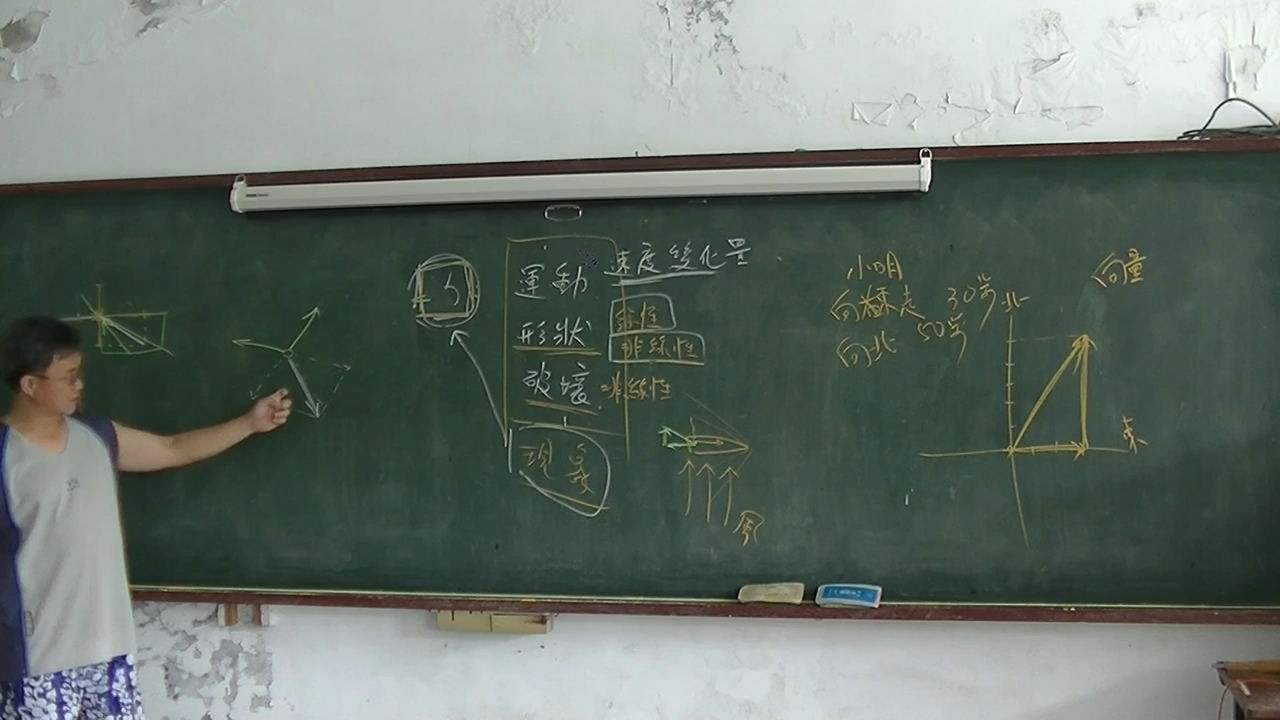 力
運動 速度變化量
形狀 彈性
非線性
破壞 非線性
現象
風
小明
向東走 30步
向北 50步
北
東
向量